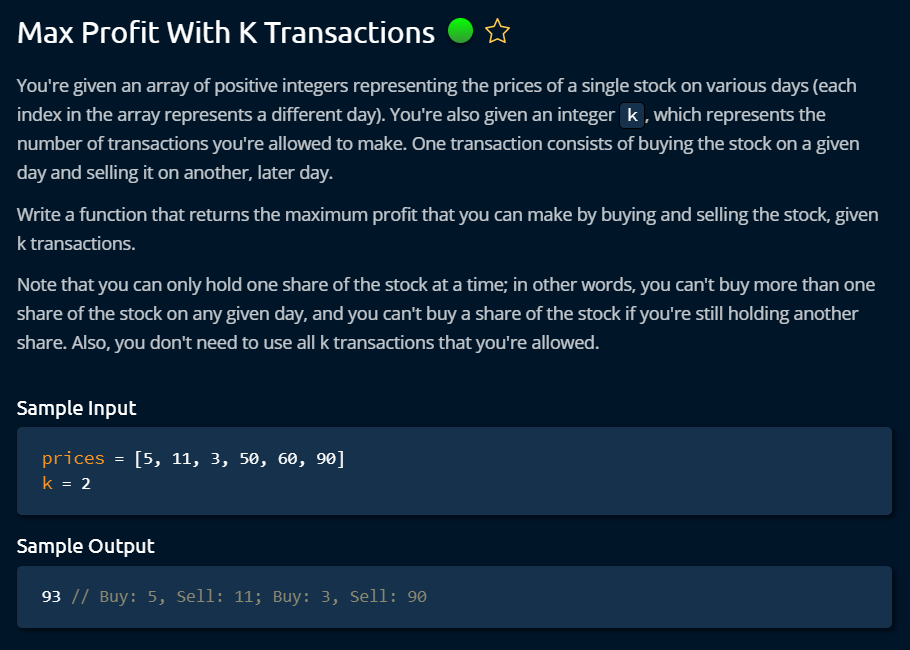 Max Profit With K Transactions
You're given an array of positive integers representing the prices of a single stock on various days (each
index in the array represents a different day). You're also given an integer k, which represents the
number of transactions you're allowed to make. One transaction consists of buying the stock on a given
day and selling it on another, later day.
Write a function that returns the maximum profit that you can make by buying and selling the stock, given
k transactions.
Note that you can only hold one share of the stock at a time; in other words, you can't buy more than one
share of the stock on any given day, and you can't buy a share of the stock if you're still holding another
share. Also, you don't need to use all k transactions that you're allowed.
Sample Input
prices = [5, 11, 3, 50, 60, 90]
k = 2
Sample Output
93 // Buy: 5, Sell: 11; Buy: 3, Sell: 90